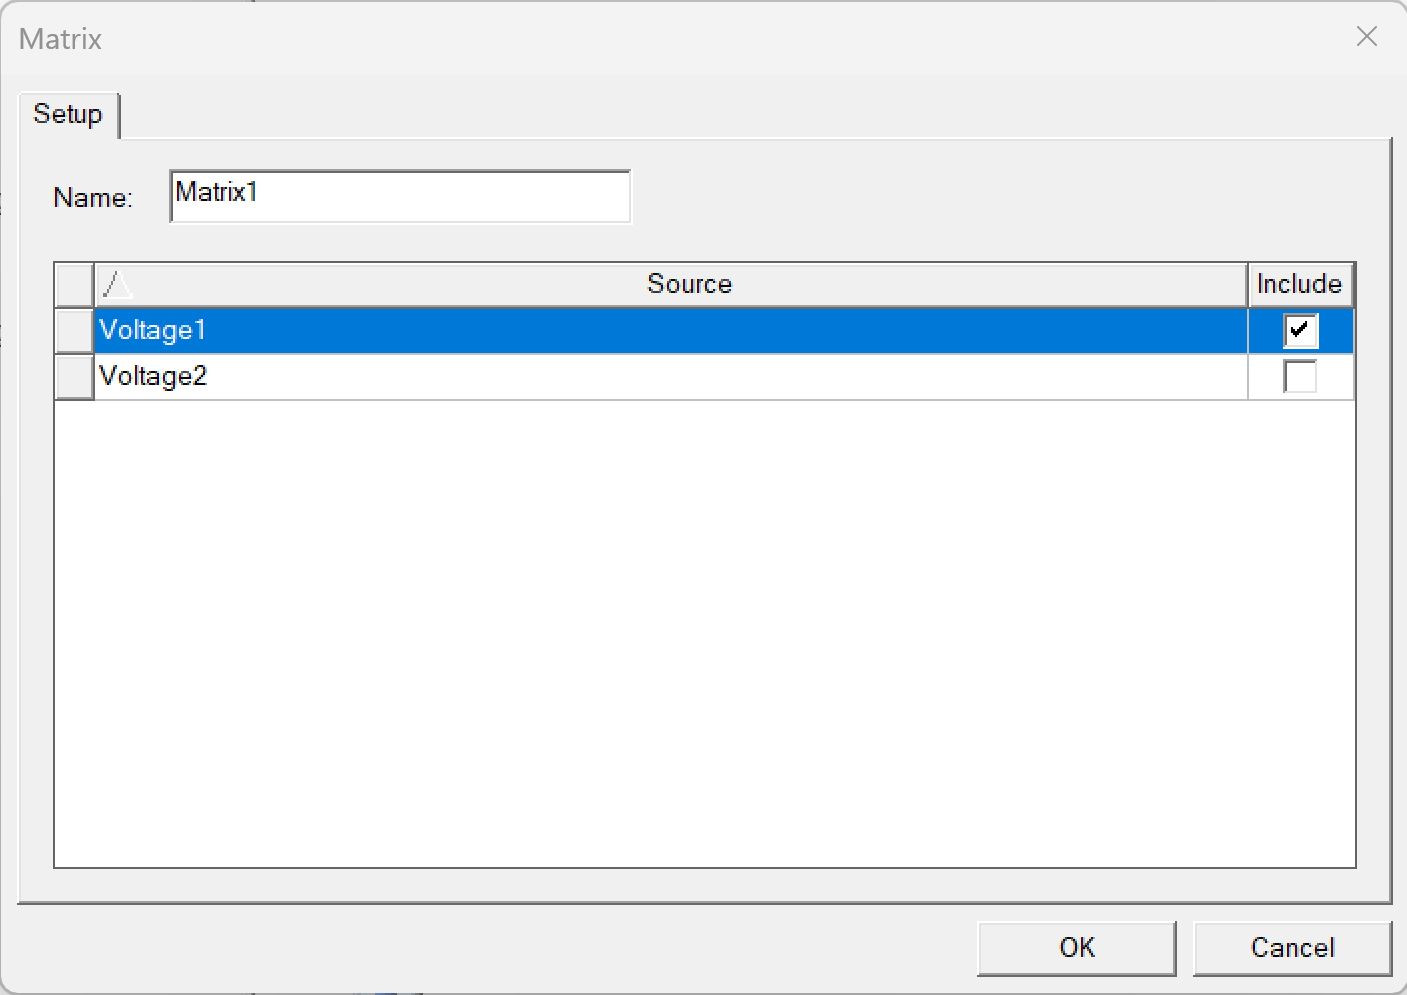 Matrix
Setup
Name: Matrix1
Source Include
Voltage1
Voltage2
OK Cancel